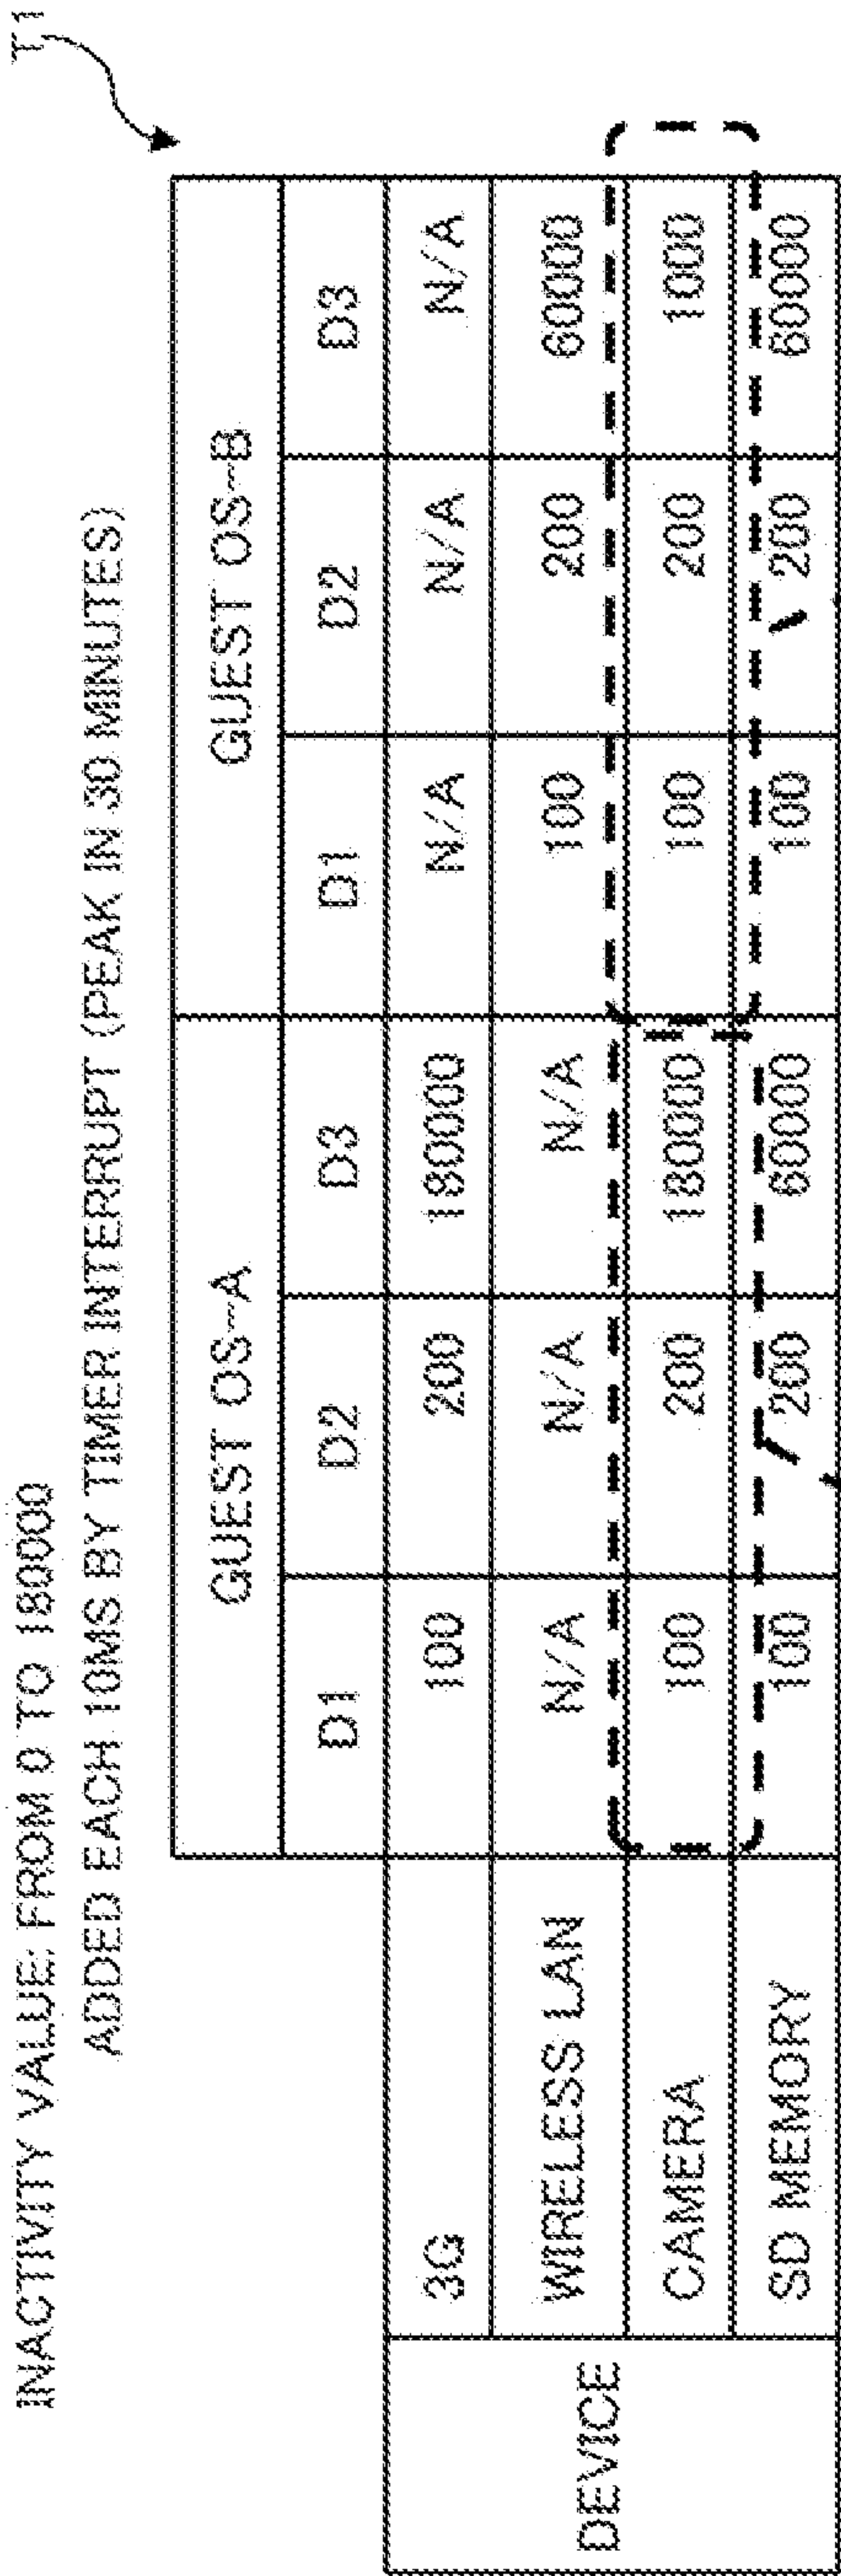 T1
INACTIVITY VALUE: FROM 0 TO 180000
ADDED EACH 10MS BY TIMER INTERRUPT (PEAK IN 30 MINUTES)
GUEST OS-A GUEST OS-B
D1 D2 D3 D1 D2 D3
DEVICE
3G 100 200 180000 N/A N/A N/A
WIRELESS LAN N/A N/A N/A 100 200 60000
CAMERA 100 200 180000 100 200 1000
SD MEMORY 100 200 60000 100 200 60000